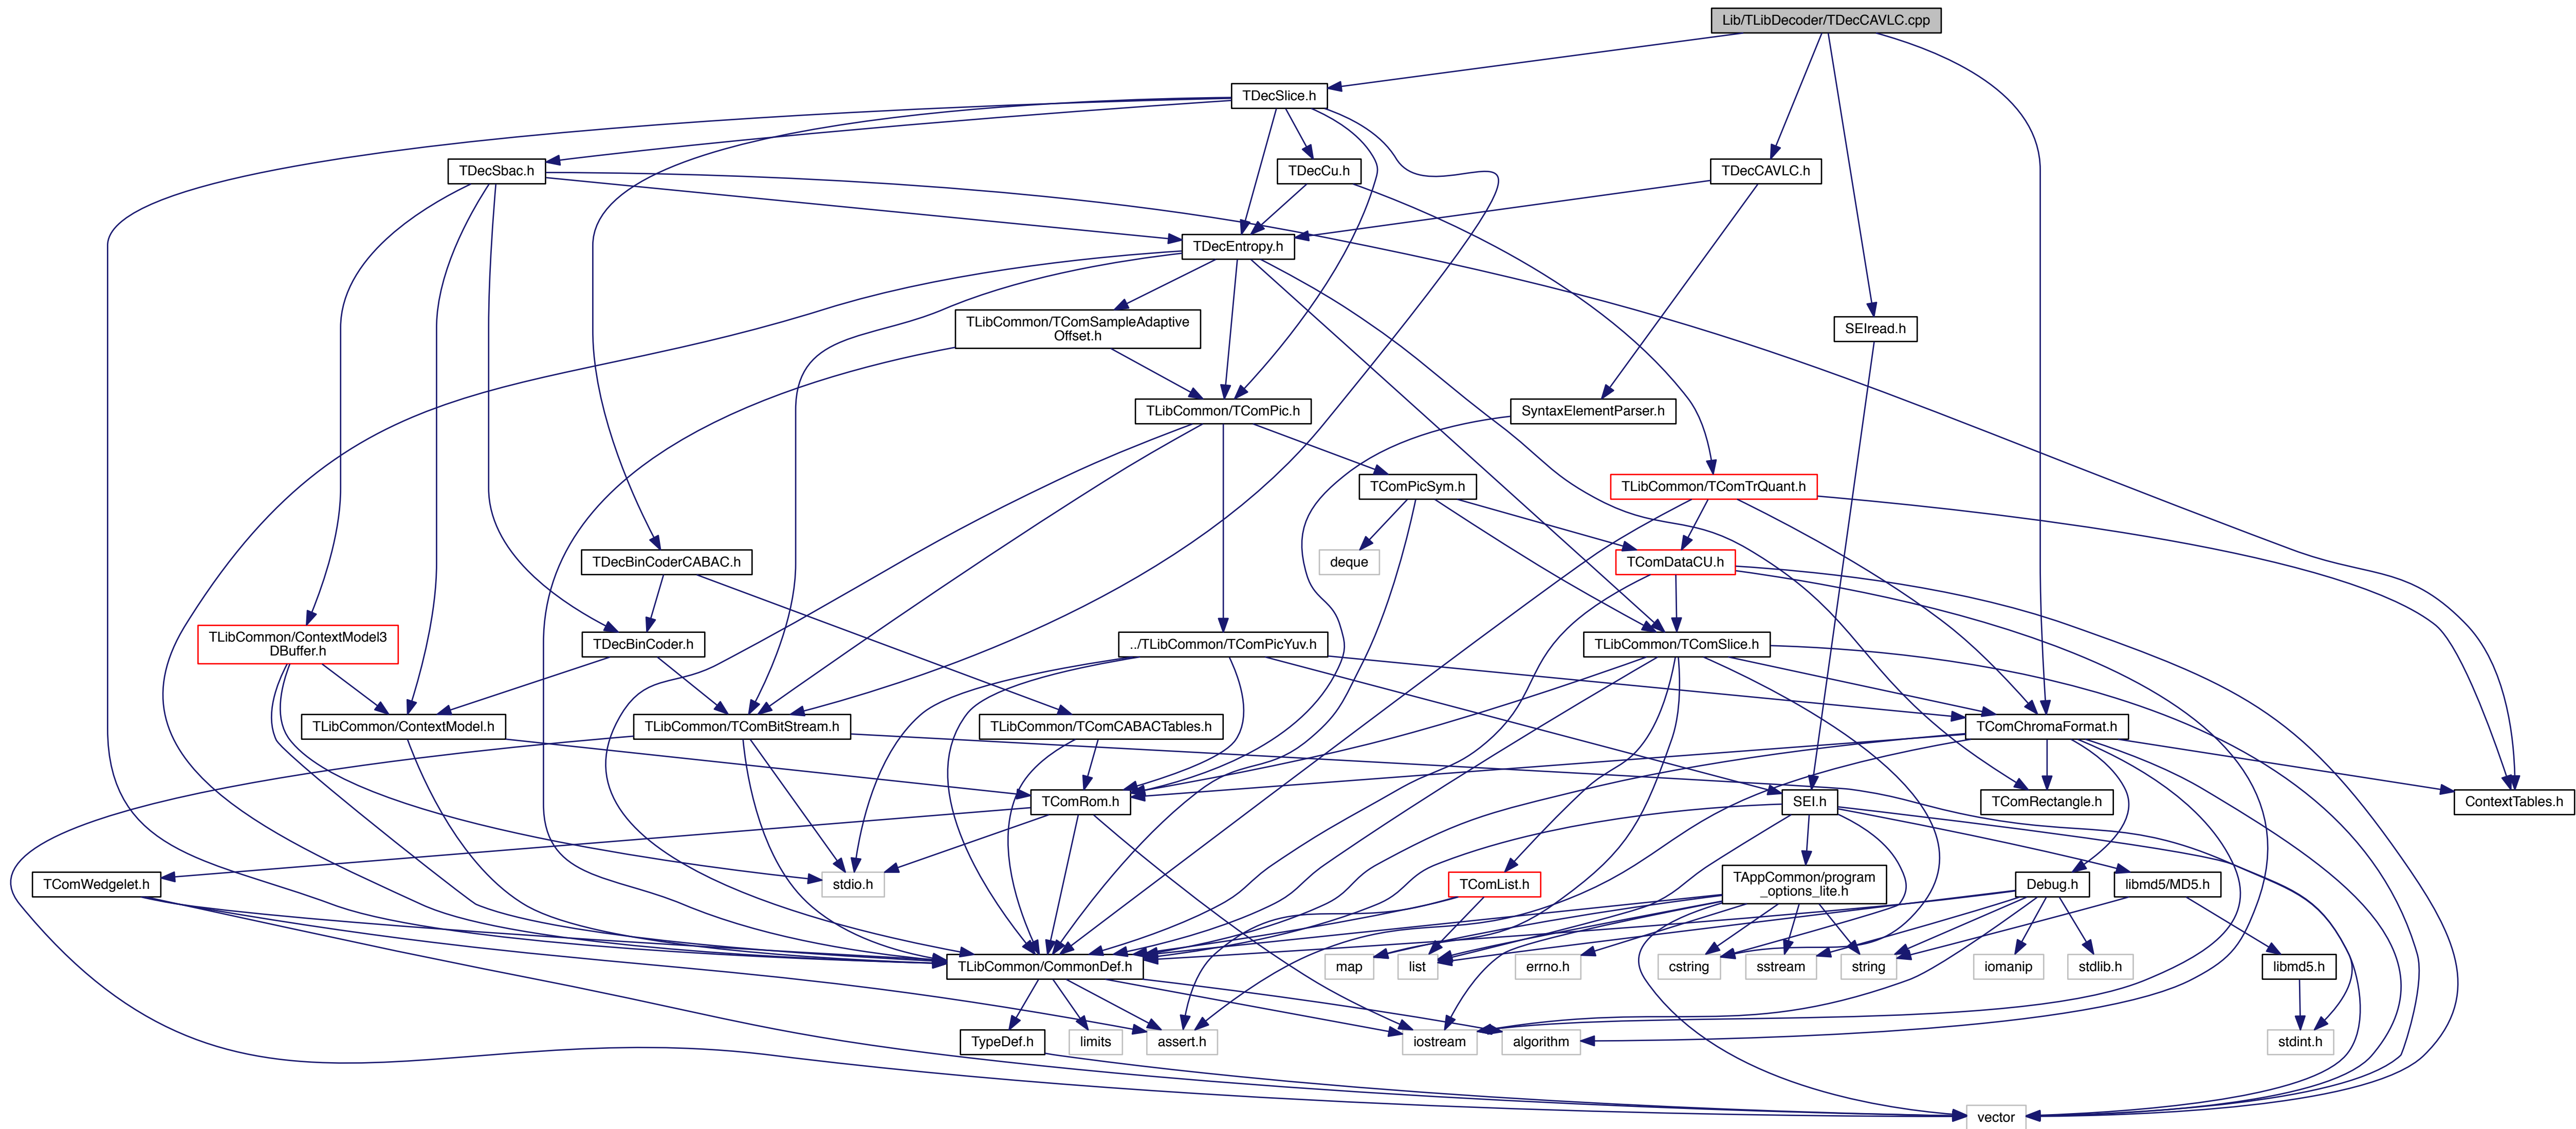 Lib/TLibDecoder/TDecCAVLC.cpp
TDecSlice.h
TDecSbac.h
TDecCu.h
TDecCAVLC.h
TDecEntropy.h
TLibCommon/TComSampleAdaptive
Offset.h
SEIread.h
TLibCommon/TComPic.h
SyntaxElementParser.h
TComPicSym.h
TLibCommon/TComTrQuant.h
TDecBinCoderCABAC.h
deque
TComDataCU.h
TLibCommon/ContextModel3
DBuffer.h
TDecBinCoder.h
../TLibCommon/TComPicYuv.h
TLibCommon/TComSlice.h
TLibCommon/ContextModel.h
TLibCommon/TComBitStream.h
TLibCommon/TComCABACTables.h
TComChromaFormat.h
TComRom.h
SEI.h
TComRectangle.h
ContextTables.h
TComWedgelet.h
stdio.h
TComList.h
TAppCommon/program
_options_lite.h
Debug.h
libmd5/MD5.h
TLibCommon/CommonDef.h
map
list
errno.h
cstring
sstream
string
iomanip
stdlib.h
libmd5.h
TypeDef.h
limits
assert.h
iostream
algorithm
stdint.h
vector